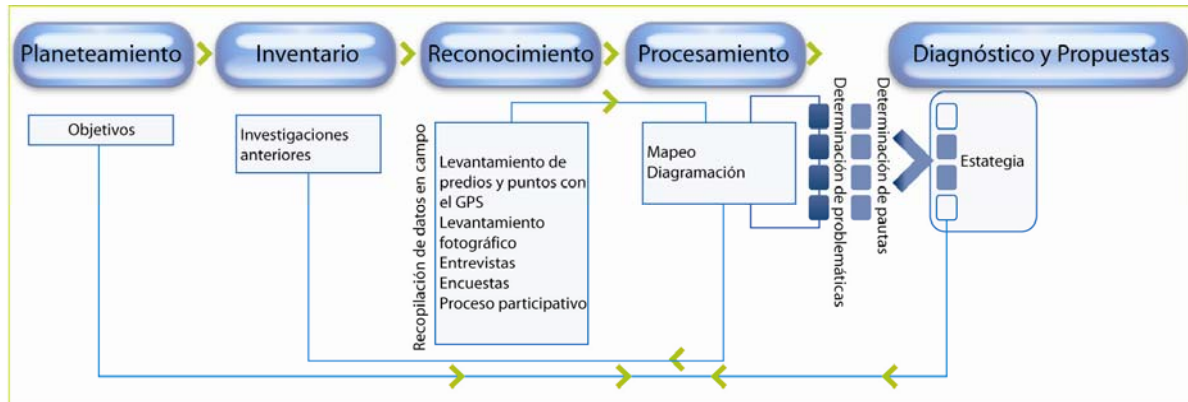 Planeteamiento
Inventario
Reconocimiento
Procesamiento
Diagnóstico y Propuestas
Objetivos
Investigaciones
anteriores
Recopilación de datos en campo
Levantamiento de
predios y puntos con
el GPS
Levantamiento
fotográfico
Entrevistas
Encuestas
Proceso participativo
Mapeo
Diagramación
Determinación de problemáticas
Determinación de pautas
Estategia